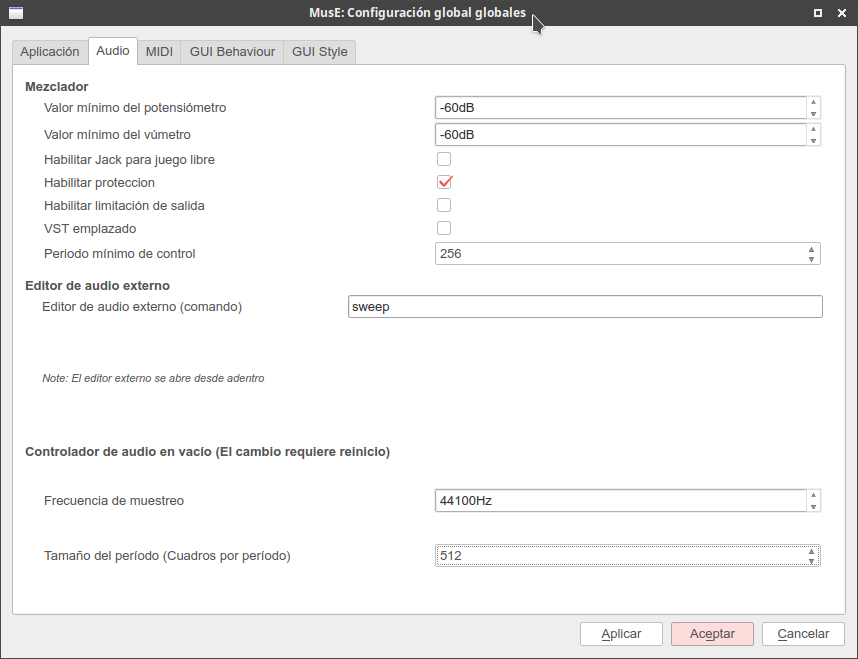 MusE: Configuración global globales
Aplicación Audio MIDI GUI Behaviour GUI Style
Mezclador
Valor mínimo del potensiómetro -60dB
Valor mínimo del vúmetro -60dB
Habilitar Jack para juego libre
Habilitar proteccion
Habilitar limitación de salida
VST emplazado
Periodo mínimo de control 256
Editor de audio externo
Editor de audio externo (comando) sweep
Note: El editor externo se abre desde adentro
Controlador de audio en vacío (El cambio requiere reinicio)
Frecuencia de muestreo 44100Hz
Tamaño del período (Cuadros por período) 512
Aplicar Aceptar Cancelar